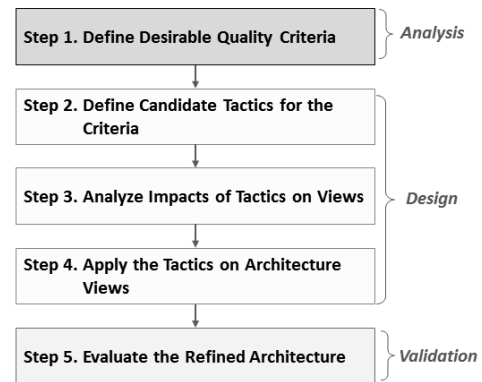 Step 1. Define Desirable Quality Criteria
Analysis
Step 2. Define Candidate Tactics for the
Criteria
Step 3. Analyze Impacts of Tactics on Views
Design
Step 4. Apply the Tactics on Architecture
Views
Step 5. Evaluate the Refined Architecture
Validation